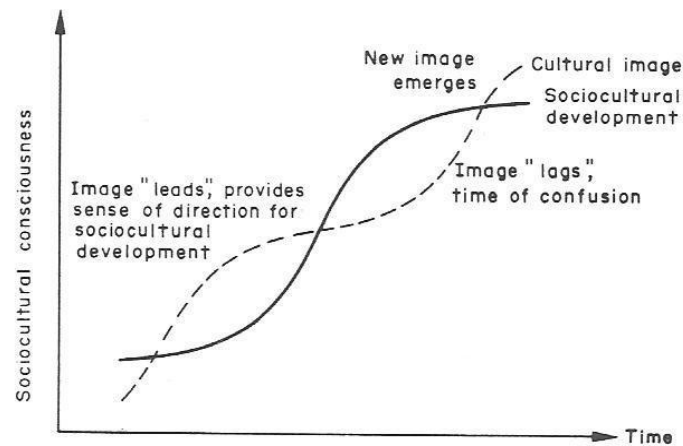 New image
emerges
Cultural image
Sociocultural
development
Image "leads", provides
sense of direction for
sociocultural
development
Image "lags",
time of confusion
Sociocultural consciousness
Time